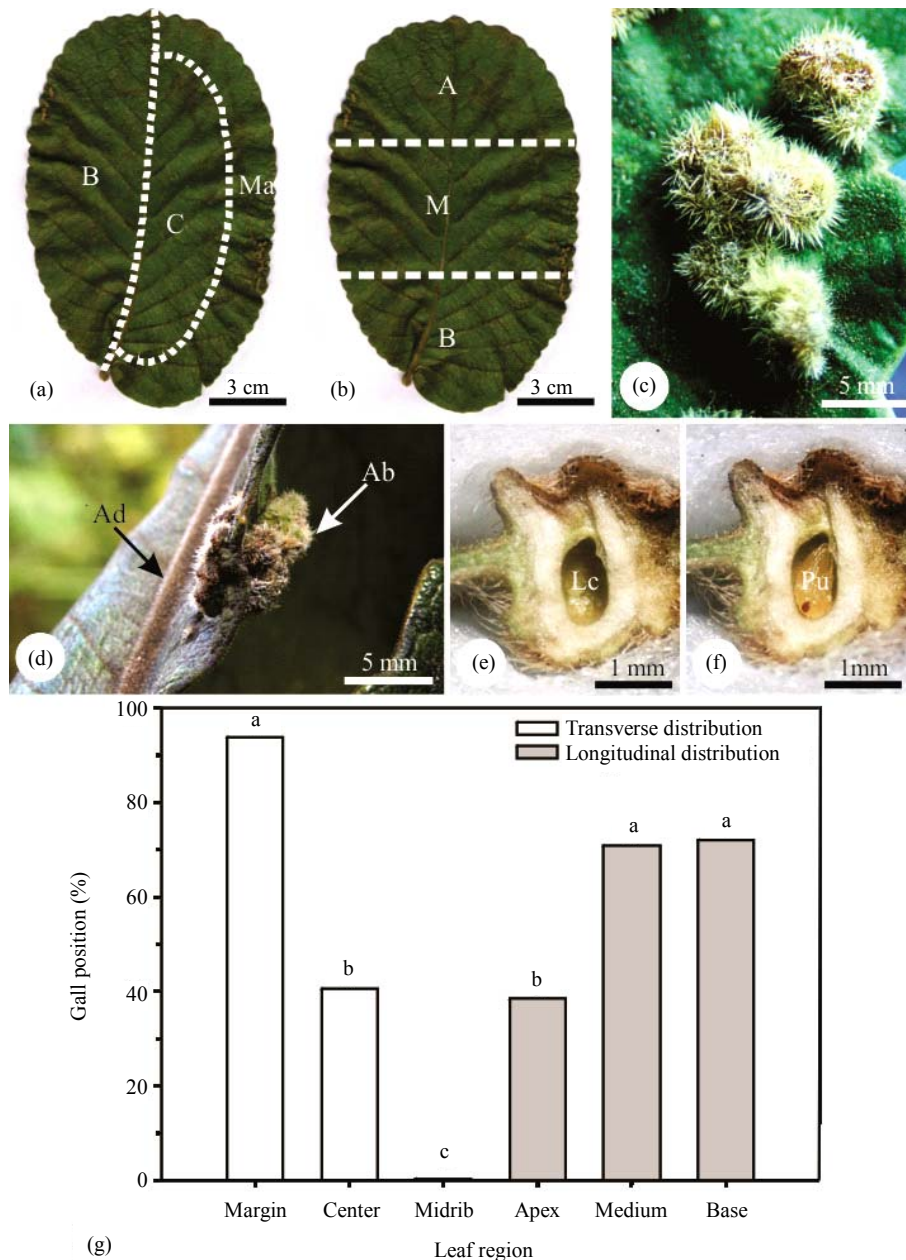 B
C
Ma
(a)
3 cm
A
M
B
(b)
3 cm
(c)
5 mm
Ad
Ab
(d)
5 mm
Lc
(e)
1 mm
Pu
(f)
1mm
100
80
60
40
20
0
Gall position (%)
a
b
c
b
a
a
Transverse distribution
Longitudinal distribution
Margin Center Midrib Apex Medium Base
(g)
Leaf region